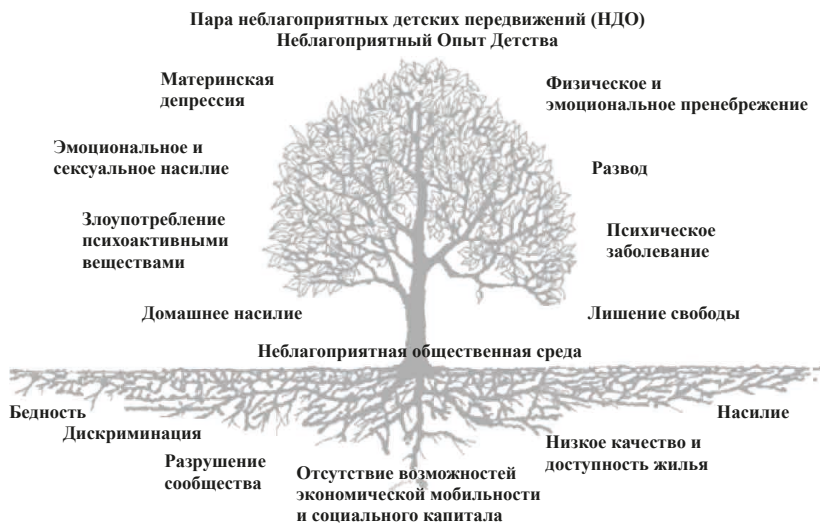 Пара неблагоприятных детских передвижений (НДО)
Неблагоприятный Опыт Детства
Материнская
депрессия
Физическое и
эмоциональное пренебрежение
Эмоциональное и
сексуальное насилие
Развод
Злоупотребление
психоактивными
веществами
Психическое
заболевание
Домашнее насилие
Лишение свободы
Неблагоприятная общественная среда
Бедность
Насилие
Дискриминация
Низкое качество и
доступность жилья
Разрушение
сообщества
Отсутствие возможностей
экономической мобильности
и социального капитала